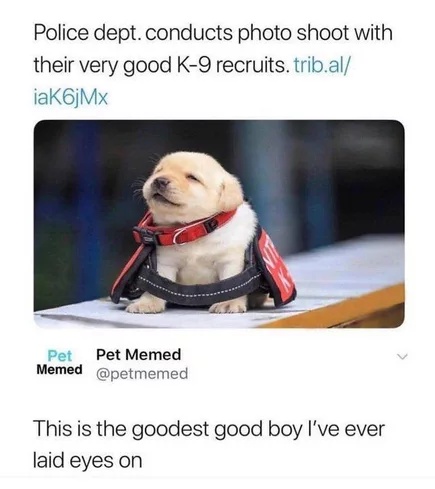 Police dept. conducts photo shoot with
their very good K-9 recruits. trib.al/
iaK6jMx
Pet Memed
Pet Memed
@petmemed
This is the goodest good boy I've ever
laid eyes on